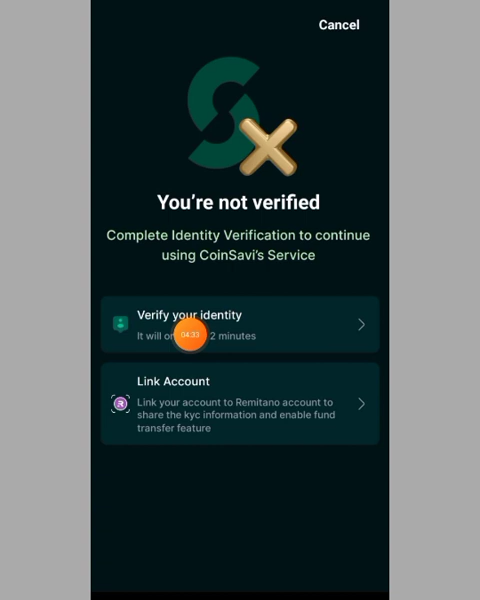 Cancel
You're not verified
Complete Identity Verification to continue
using CoinSavi's Service
Verify your identity
It will 2 minutes
04:33
Link Account
Link your account to Remitano account to
share the kyc information and enable fund
transfer feature